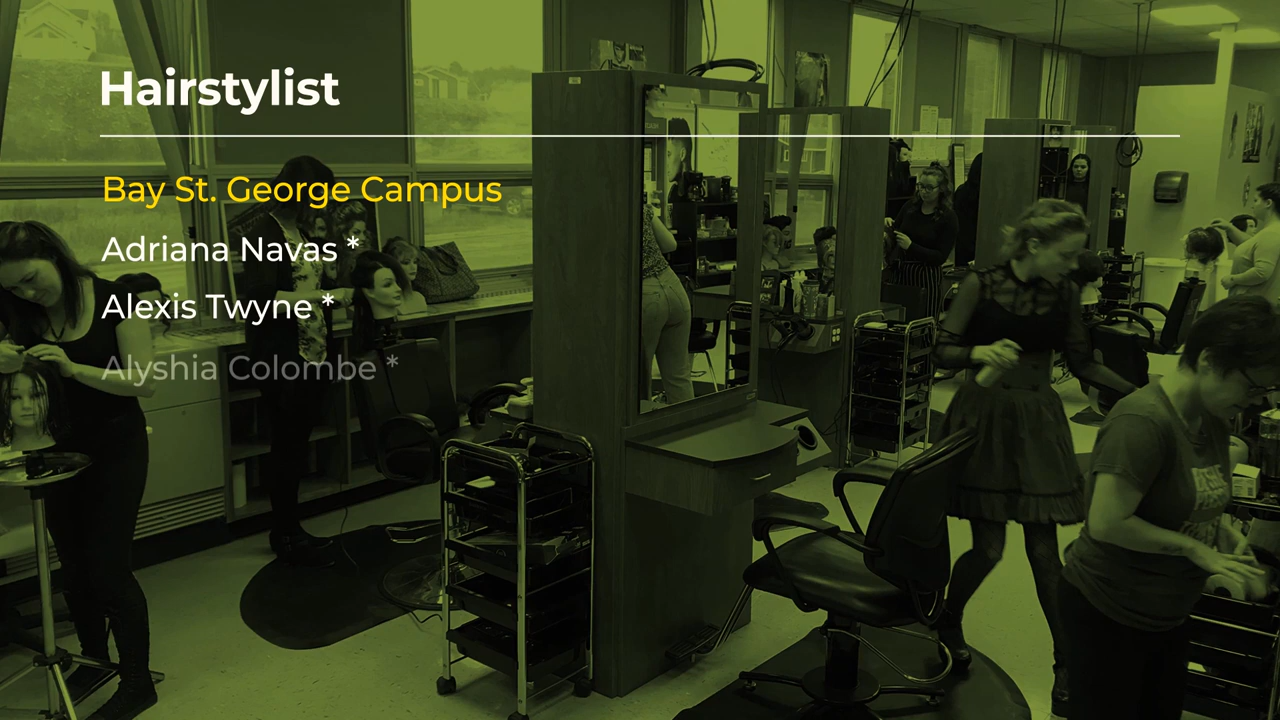 Hairstylist
Bay St. George Campus
Adriana Navas *
Alexis Twyne *
Alyshia Colombe *